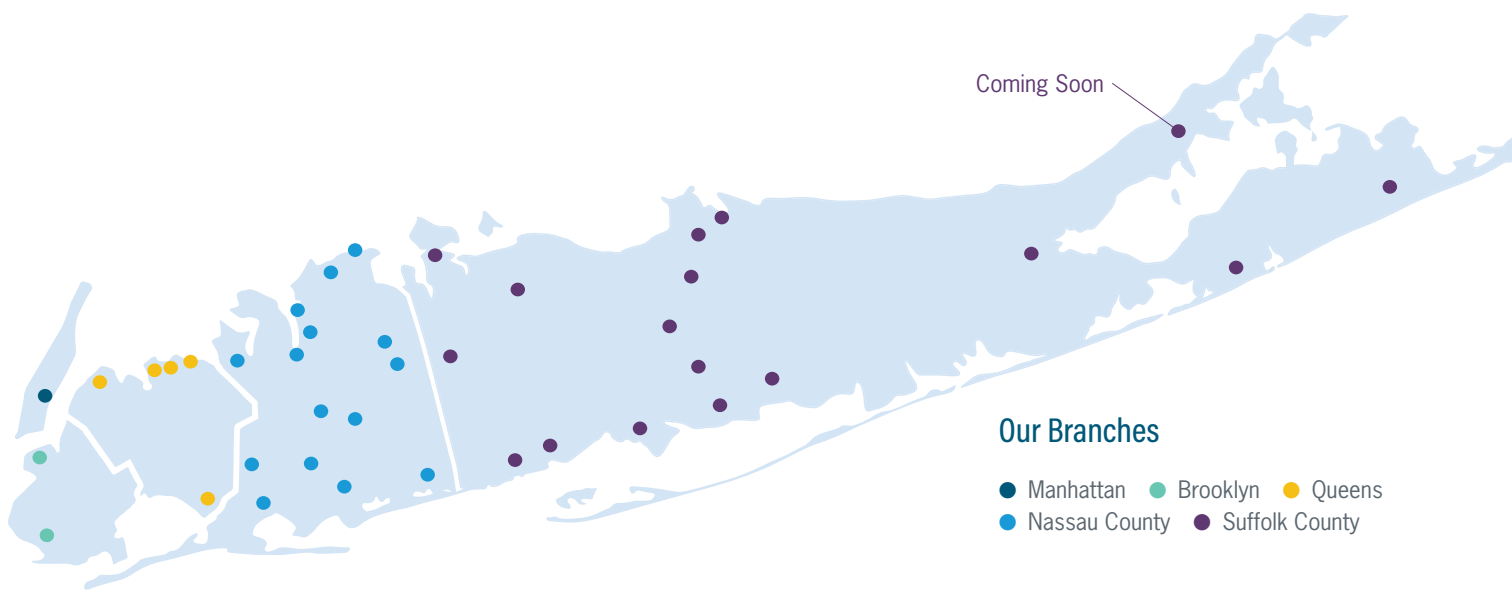 Coming Soon
Our Branches
Manhattan Brooklyn Queens
Nassau County Suffolk County